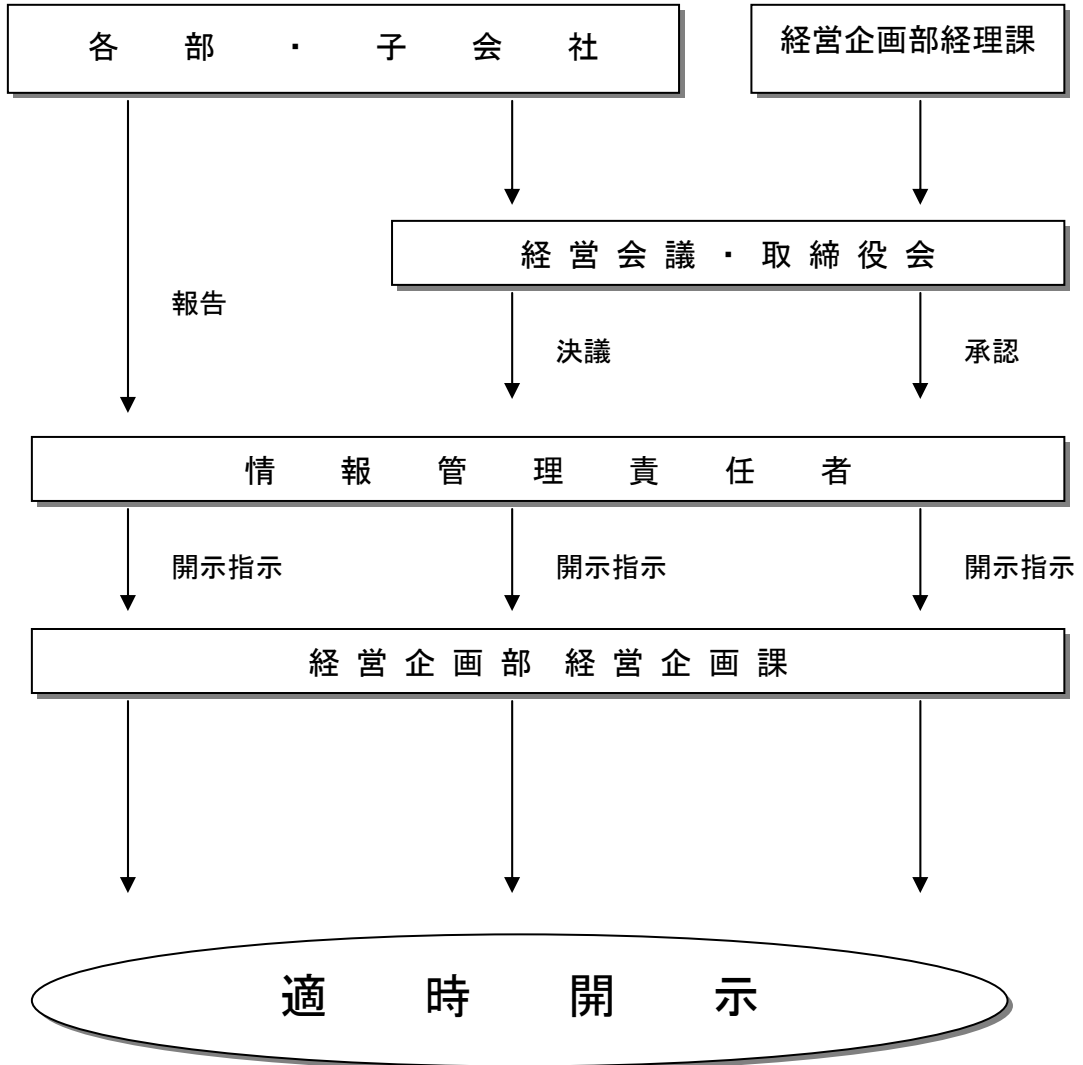 各部・子会社
経営企画部経理課
経営会議・取締役会
報告
決議
承認
情報管理責任者
開示指示
開示指示
開示指示
経営企画部 経営企画課
適時開示